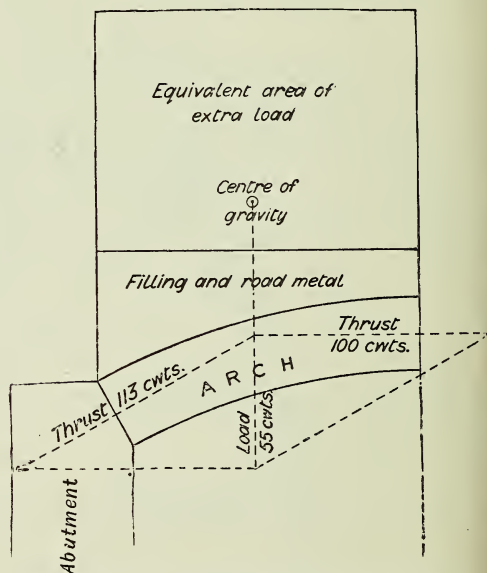 Equivalent area of
extra load
Centre of
gravity
Filling and road metal
Thrust
100 cwts.
ARCH
Thrust 113 cwts.
Load
55 cwts.
Abutment